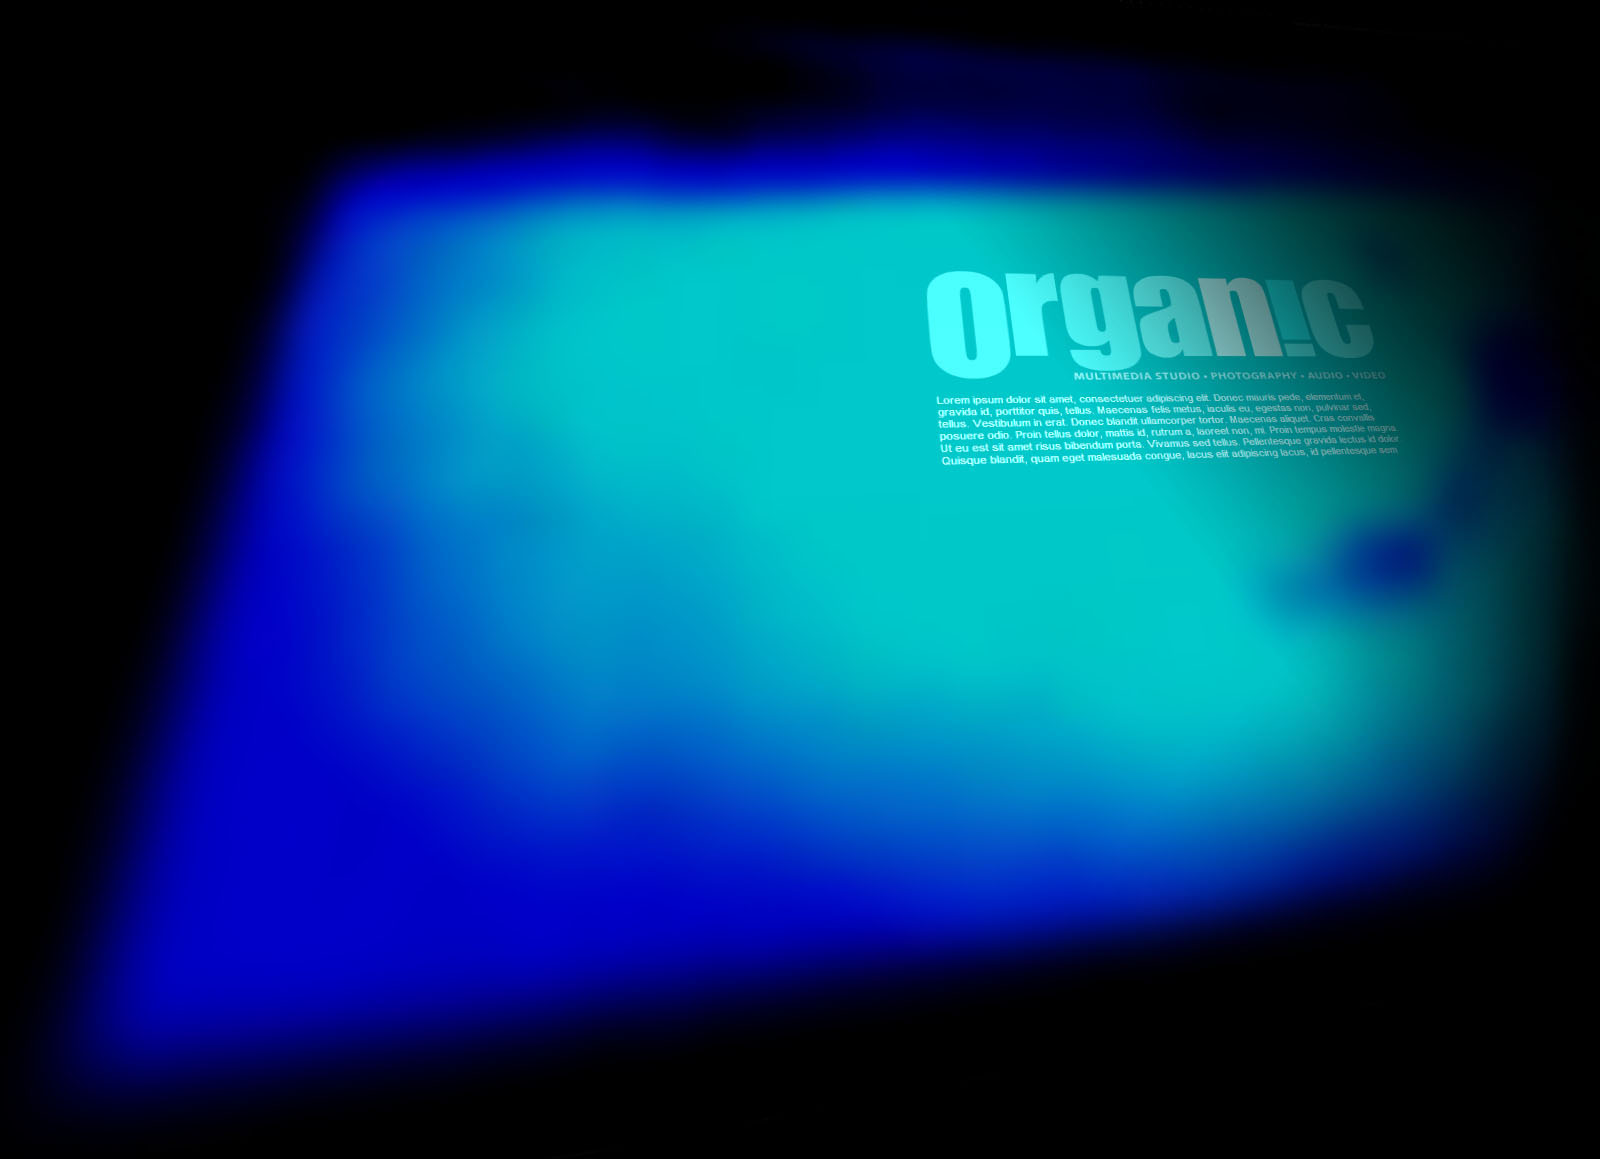 Organ!c
MULTIMEDIA STUDIO • PHOTOGRAPHY • AUDIO • VIDEO
Lorem ipsum dolor sit amet, consectetuer adipiscing elit. Donec mauris pede, elementum et,
gravida id, porttitor quis, tellus. Maecenas felis metus, iaculis eu, egestas non, pulvinar sed,
tellus. Vestibulum in erat. Donec blandit ullamcorper tortor. Maecenas aliquet. Cras convallis
posuere odio. Proin tellus dolor, mattis id, rutrum a, laoreet non, mi. Proin tempus molestie magna.
Ut eu est sit amet risus bibendum porta. Vivamus sed tellus. Pellentesque gravida lectus id dolor.
Quisque blandit, quam eget malesuada congue, lacus elit adipiscing lacus, id pellentesque sem